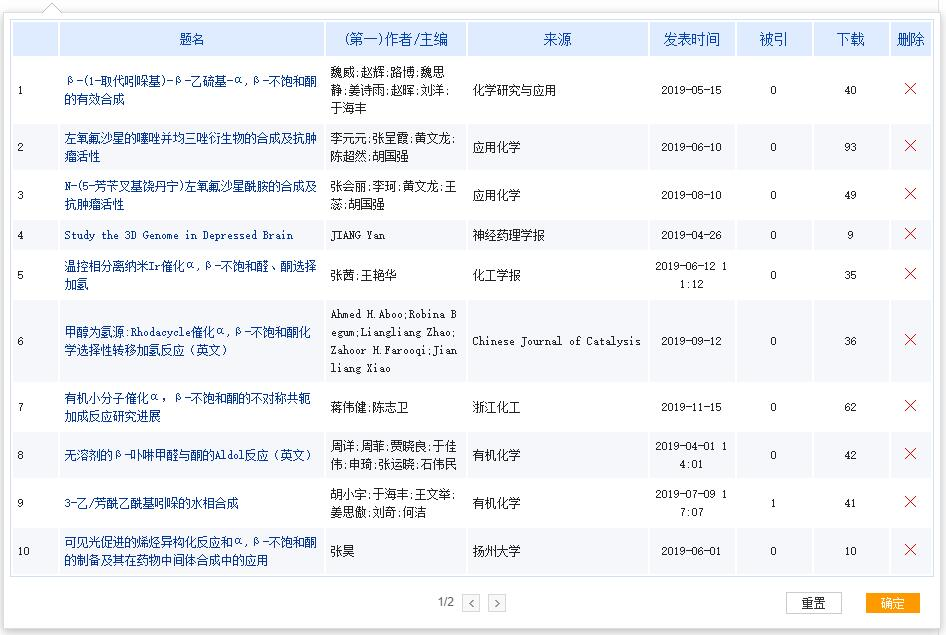 题名 (第一)作者/主编 来源 发表时间 被引 下载 删除
1 β-(1-取代吲哚基)-β-乙硫基-α,β-不饱和酮的有效合成 魏威;赵辉;路博;魏思静;姜诗雨;赵晖;刘洋;于海丰 化学研究与应用 2019-05-15 0 40
2 左氧氟沙星的噻唑并均三唑衍生物的合成及抗肿瘤活性 李元元;张呈霞;黄文龙;陈超然;胡国强 应用化学 2019-06-10 0 93
3 N-(5-芳苄叉基饶丹宁)左氧氟沙星酰胺的合成及抗肿瘤活性 张会丽;李珂;黄文龙;王蕊;胡国强 应用化学 2019-08-10 0 49
4 Study the 3D Genome in Depressed Brain JIANG Yan 神经药理学报 2019-04-26 0 9
5 温控相分离纳米Ir催化α,β-不饱和醛、酮选择加氢 张茜;王艳华 化工学报 2019-06-12 11:12 0 35
6 甲醇为氢源:Rhodacycle催化α,β-不饱和酮化学选择性转移加氢反应（英文） Ahmed H.Aboo;Robina Begum;Liangliang Zhao;Zahoor H.Farooqi;Jianliang Xiao Chinese Journal of Catalysis 2019-09-12 0 36
7 有机小分子催化α，β-不饱和酮的不对称共轭加成反应研究进展 蒋伟健;陈志卫 浙江化工 2019-11-15 0 62
8 无溶剂的β-卟啉甲醛与酮的Aldol反应（英文） 周洋;周菲;贾晓良;于佳伟;申琦;张运晓;石伟民 有机化学 2019-04-01 14:01 0 42
9 3-乙/芳酰乙酰基吲哚的水相合成 胡小宇;于海丰;王文举;姜思傲;刘奇;何洁 有机化学 2019-07-09 17:07 1 41
10 可见光促进的烯烃异构化反应和α,β-不饱和酮的制备及其在药物中间体合成中的应用 张昊 扬州大学 2019-06-01 0 10
1/2 < > 重置 确定